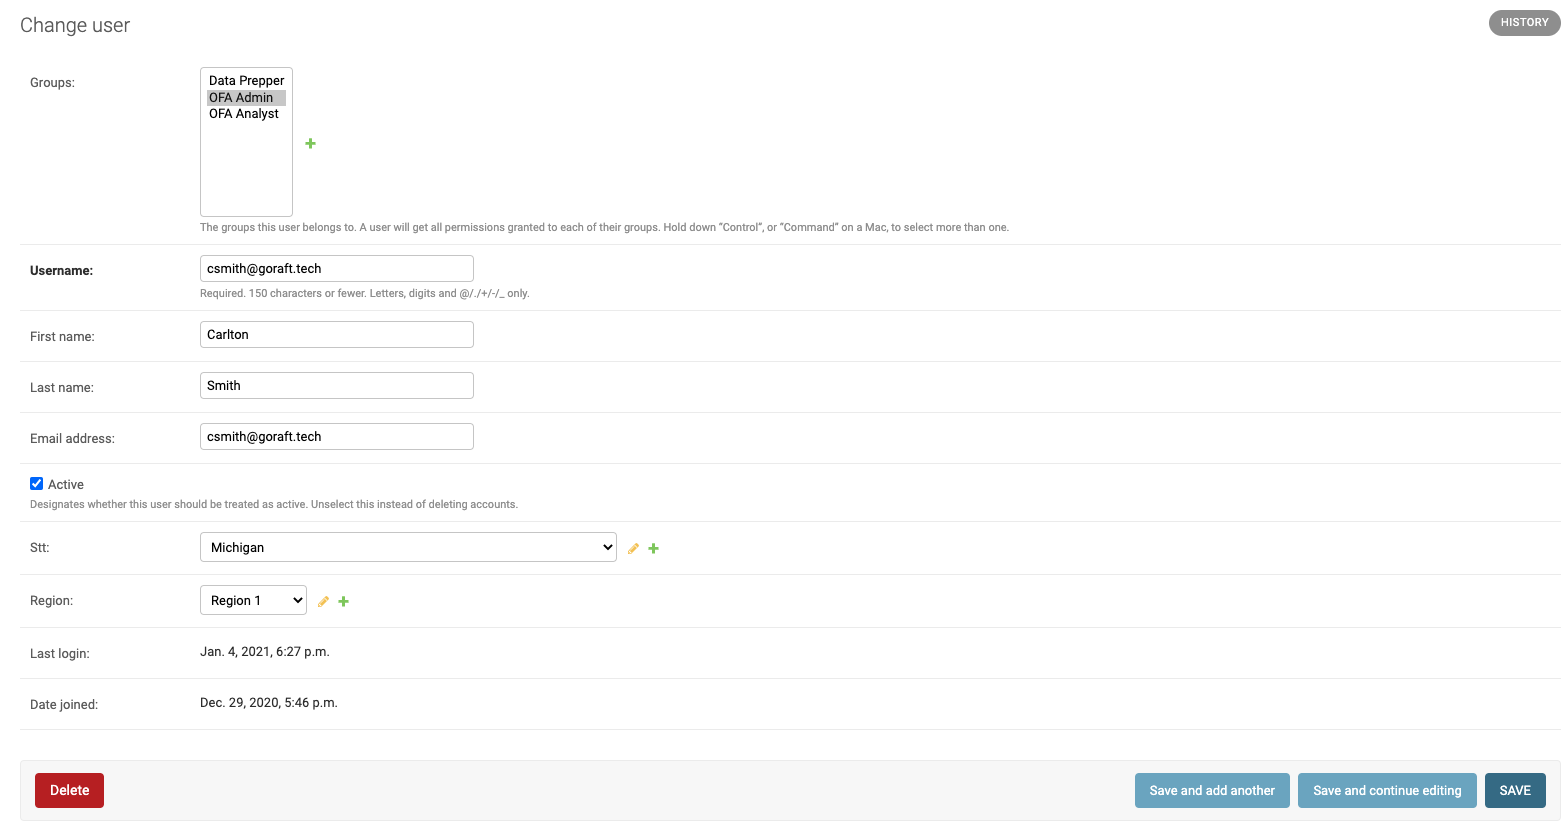 Change user
HISTORY
Groups:
Data Prepper
OFA Admin
OFA Analyst
The groups this user belongs to. A user will get all permissions granted to each of their groups. Hold down “Control”, or “Command” on a Mac, to select more than one.
Username:
csmith@goraft.tech
Required. 150 characters or fewer. Letters, digits and @/./+/-/_ only.
First name:
Carlton
Last name:
Smith
Email address:
csmith@goraft.tech
Active
Designates whether this user should be treated as active. Unselect this instead of deleting accounts.
Stt:
Michigan
Region:
Region 1
Last login:
Jan. 4, 2021, 6:27 p.m.
Date joined:
Dec. 29, 2020, 5:46 p.m.
Delete
Save and add another
Save and continue editing
SAVE